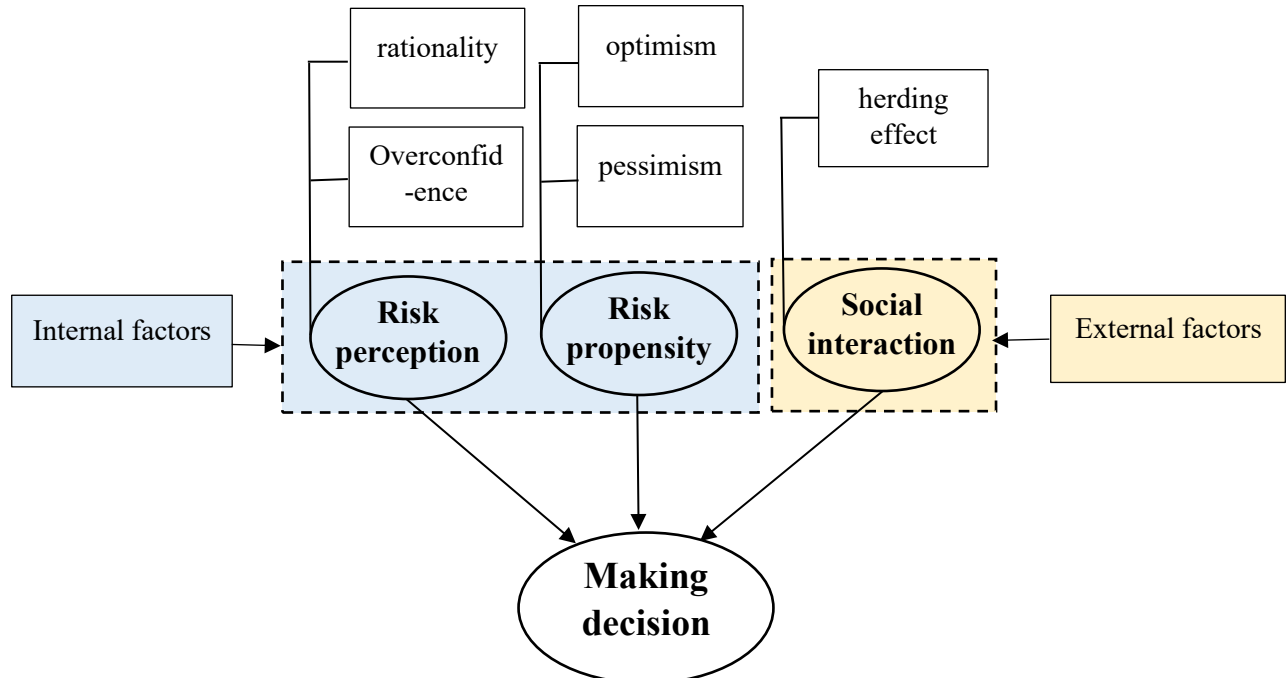 rationality
optimism
herding
effect
Overconfid
-ence
pessimism
Internal factors
Risk
perception
Risk
propensity
Social
interaction
External factors
Making
decision